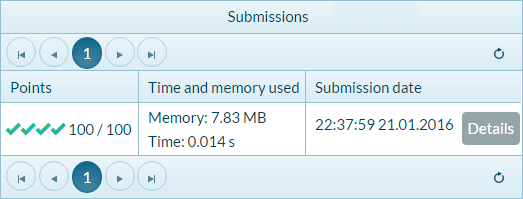 Submissions
1
Points Time and memory used Submission date
100 / 100 Memory: 7.83 MB 22:37:59 21.01.2016 Details
Time: 0.014 s
1